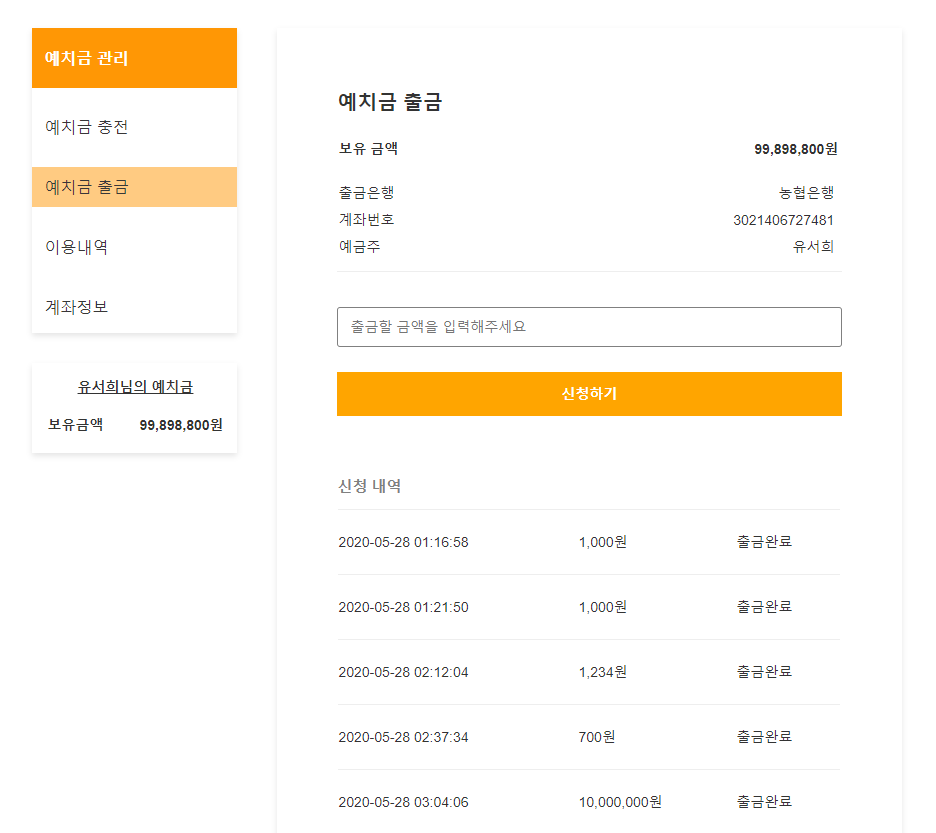 예치금 관리
예치금 충전
예치금 출금
이용내역
계좌정보
유서희님의 예치금
보유금액 99,898,800원
예치금 출금
보유 금액 99,898,800원
출금은행 농협은행
계좌번호 3021406727481
예금주 유서희
출금할 금액을 입력해주세요
신청하기
신청 내역
2020-05-28 01:16:58 1,000원 출금완료
2020-05-28 01:21:50 1,000원 출금완료
2020-05-28 02:12:04 1,234원 출금완료
2020-05-28 02:37:34 700원 출금완료
2020-05-28 03:04:06 10,000,000원 출금완료